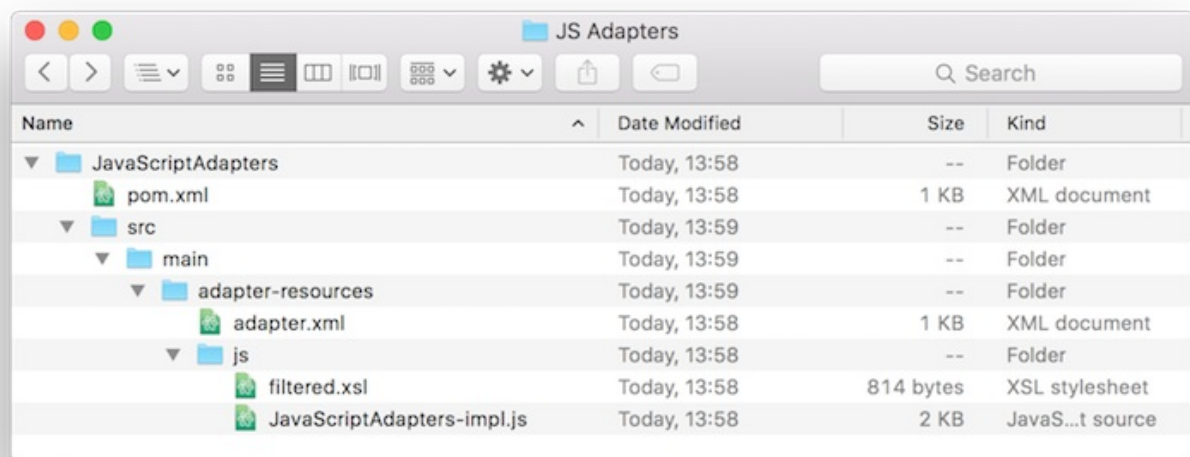 JS Adapters
Search
Name Date Modified Size Kind
JavaScriptAdapters Today, 13:58 -- Folder
pom.xml Today, 13:58 1 KB XML document
src Today, 13:59 -- Folder
main Today, 13:59 -- Folder
adapter-resources Today, 13:59 -- Folder
adapter.xml Today, 13:58 1 KB XML document
js Today, 13:58 -- Folder
filtered.xsl Today, 13:58 814 bytes XSL stylesheet
JavaScriptAdapters-impl.js Today, 13:58 2 KB JavaS...t source